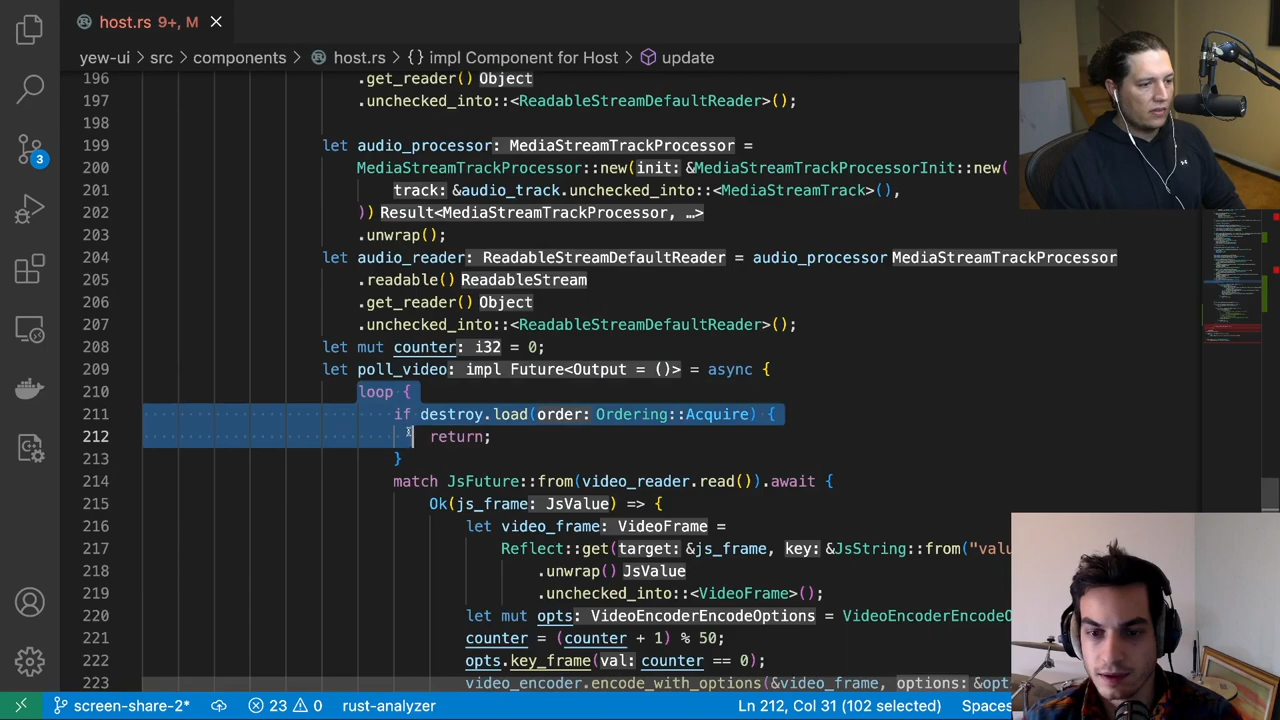 host.rs 9+, M
yew-ui > src > components > host.rs > {} impl Component for Host > update
196 .get_reader() Object
197 .unchecked_into::<ReadableStreamDefaultReader>();
198
199 let audio_processor: MediaStreamTrackProcessor =
200 MediaStreamTrackProcessor::new(init: &MediaStreamTrackProcessorInit::new(
201 track: &audio_track.unchecked_into::<MediaStreamTrack>(),
202 )) Result<MediaStreamTrackProcessor, …>
203 .unwrap();
204 let audio_reader: ReadableStreamDefaultReader = audio_processor MediaStreamTrackProcessor
205 .readable() ReadableStream
206 .get_reader() Object
207 .unchecked_into::<ReadableStreamDefaultReader>();
208 let mut counter: i32 = 0;
209 let poll_video: impl Future<Output = ()> = async {
210 loop {
211 if destroy.load(order: Ordering::Acquire) {
212 return;
213 }
214 match JsFuture::from(video_reader.read()).await {
215 Ok(js_frame: JsValue) => {
216 let video_frame: VideoFrame =
217 Reflect::get(target: &js_frame, key: &JsString::from("valu
218 .unwrap() JsValue
219 .unchecked_into::<VideoFrame>();
220 let mut opts: VideoEncoderEncodeOptions = VideoEncoderEncodeO
221 counter = (counter + 1) % 50;
222 opts.key_frame(val: counter == 0);
223 video_encoder.encode_with_options(&video_frame, options: &opt
3
screen-share-2* 23 0 rust-analyzer Ln 212, Col 31 (102 selected) Spaces